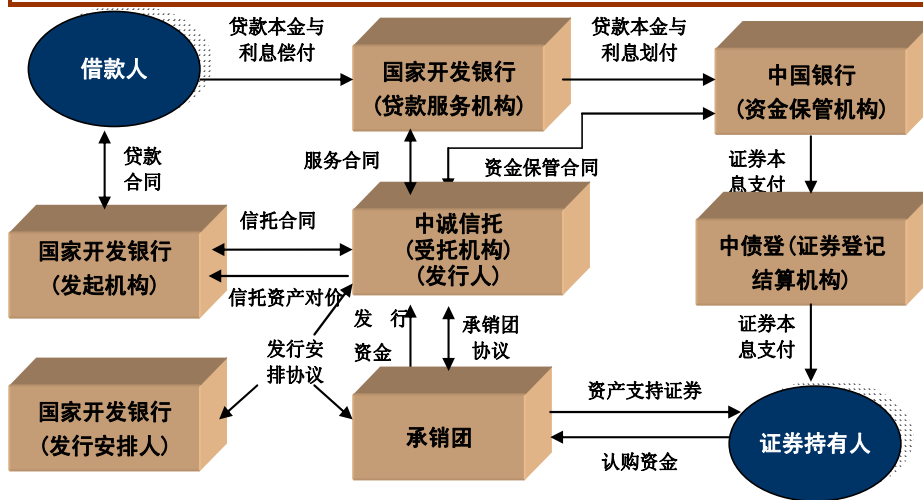 借款人
贷款本金与
利息偿付
国家开发银行
(贷款服务机构)
贷款本金与
利息划付
中国银行
(资金保管机构)
贷款
合同
服务合同
资金保管合同
证券本
息支付
国家开发银行
(发起机构)
信托合同
信托资产对价
中诚信托
(受托机构)
(发行人)
中债登(证券登记
结算机构)
发行安
排协议
发 行
资金
承销团
协议
证券本
息支付
国家开发银行
(发行安排人)
承销团
资产支持证券
认购资金
证券持有人